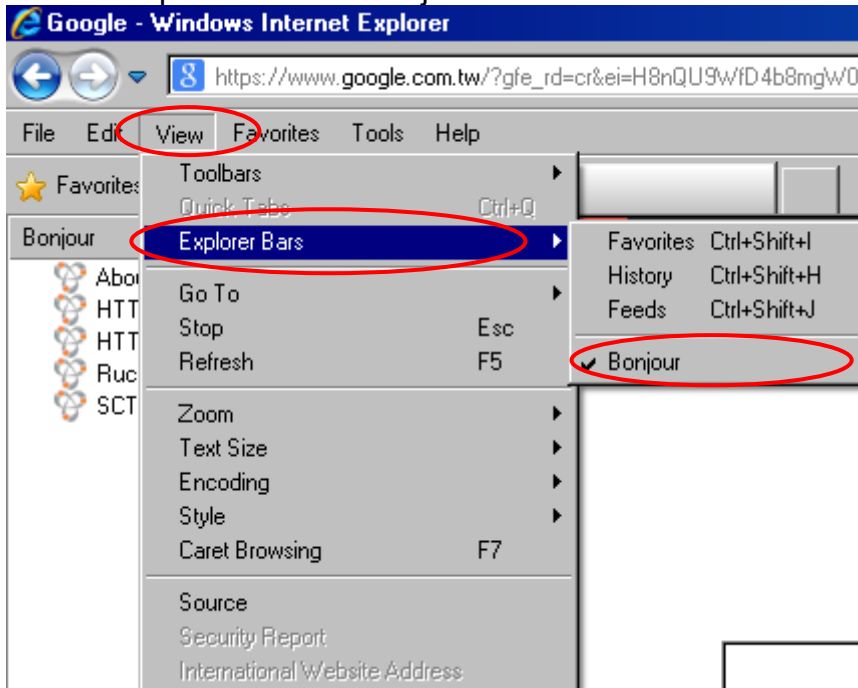 Google - Windows Internet Explorer
https://www.google.com.tw/?gfe_rd=cr&ei=H8nQU9WfD4b8mgW0
File Edit View Favorites Tools Help
Favorites
Toolbars
Quick Tabs Ctrl+Q
Bonjour
Explorer Bars
Favorites Ctrl+Shift+I
History Ctrl+Shift+H
Feeds Ctrl+Shift+J
Bonjour
Abou
HTT
HTT
Ruc
SCT
Go To
Stop Esc
Refresh F5
Zoom
Text Size
Encoding
Style
Caret Browsing F7
Source
Security Report
International Website Address